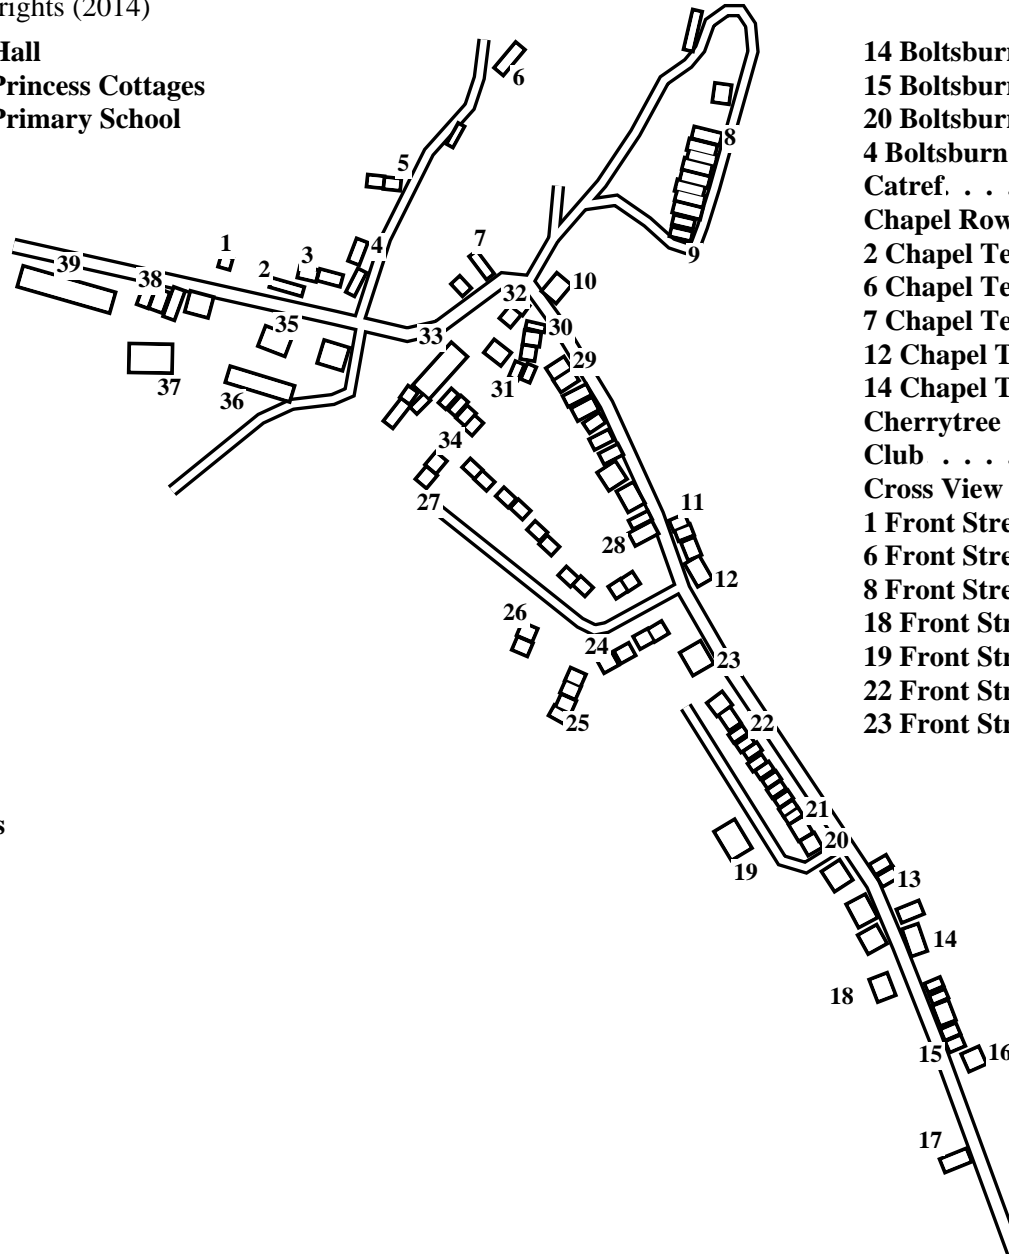 rights (2014)
Hall
Princess Cottages
Primary School
s
14 Boltsburn
15 Boltsburn
20 Boltsburn
4 Boltsburn
Catref. . . .
Chapel Row
2 Chapel Te
6 Chapel Te
7 Chapel Te
12 Chapel T
14 Chapel T
Cherrytree
Club . . . .
Cross View
1 Front Stre
6 Front Stre
8 Front Stre
18 Front Str
19 Front Str
22 Front Str
23 Front Str
1
2
3
4
5
6
7
8
9
10
11
12
13
14
15
16
17
18
19
20
21
22
23
24
25
26
27
28
29
30
31
32
33
34
35
36
37
38
39